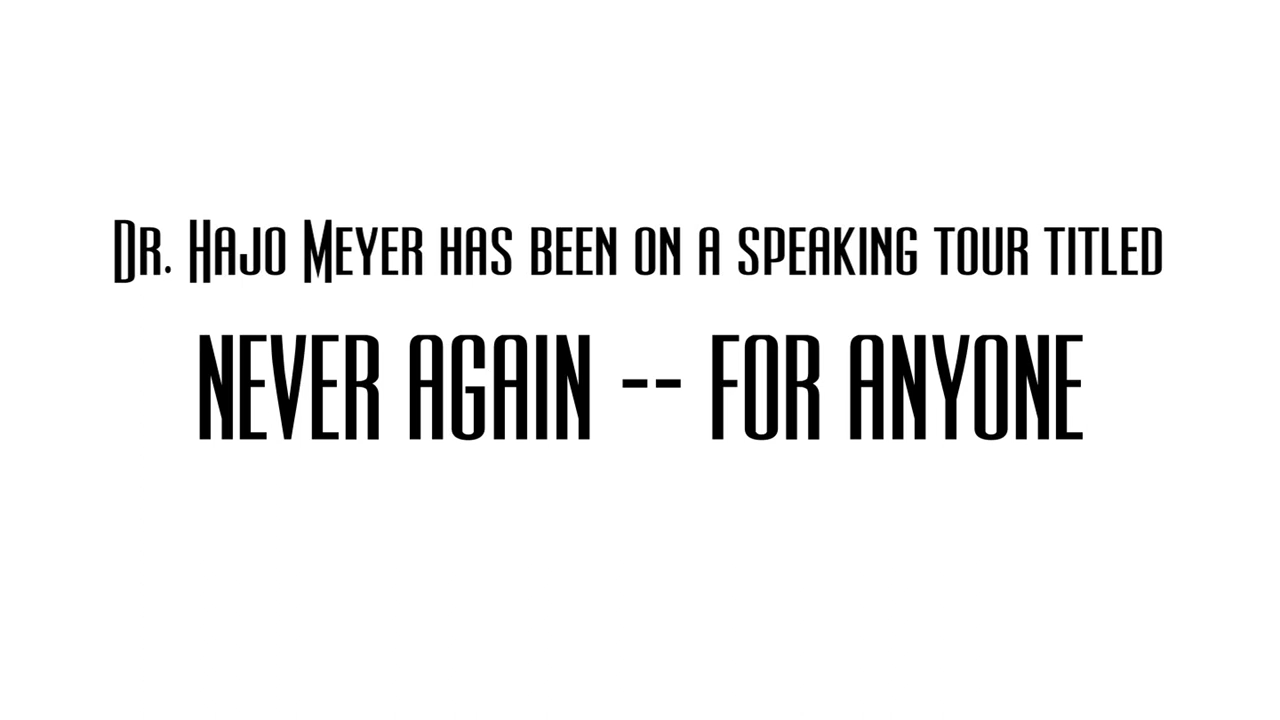 Dr. Hajo Meyer has been on a speaking tour titled
NEVER AGAIN -- FOR ANYONE